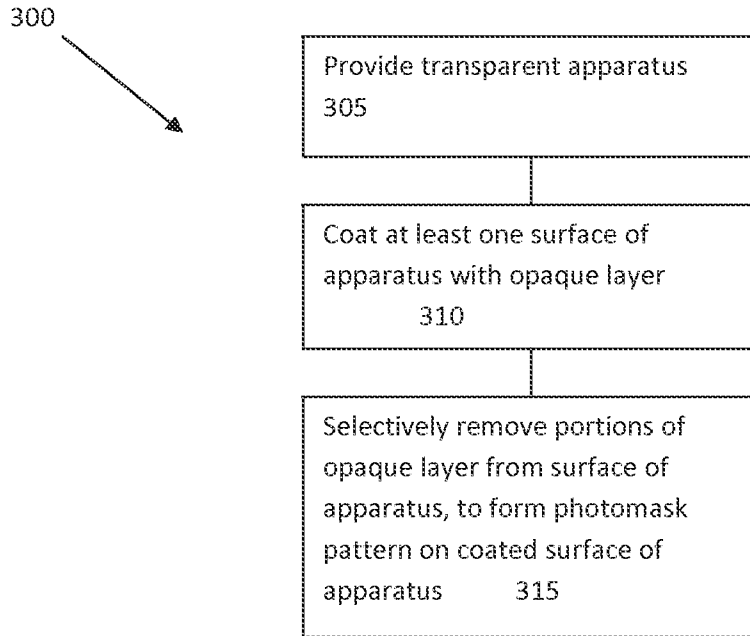 300
Provide transparent apparatus
305
Coat at least one surface of
apparatus with opaque layer
310
Selectively remove portions of
opaque layer from surface of
apparatus, to form photomask
pattern on coated surface of
apparatus 315